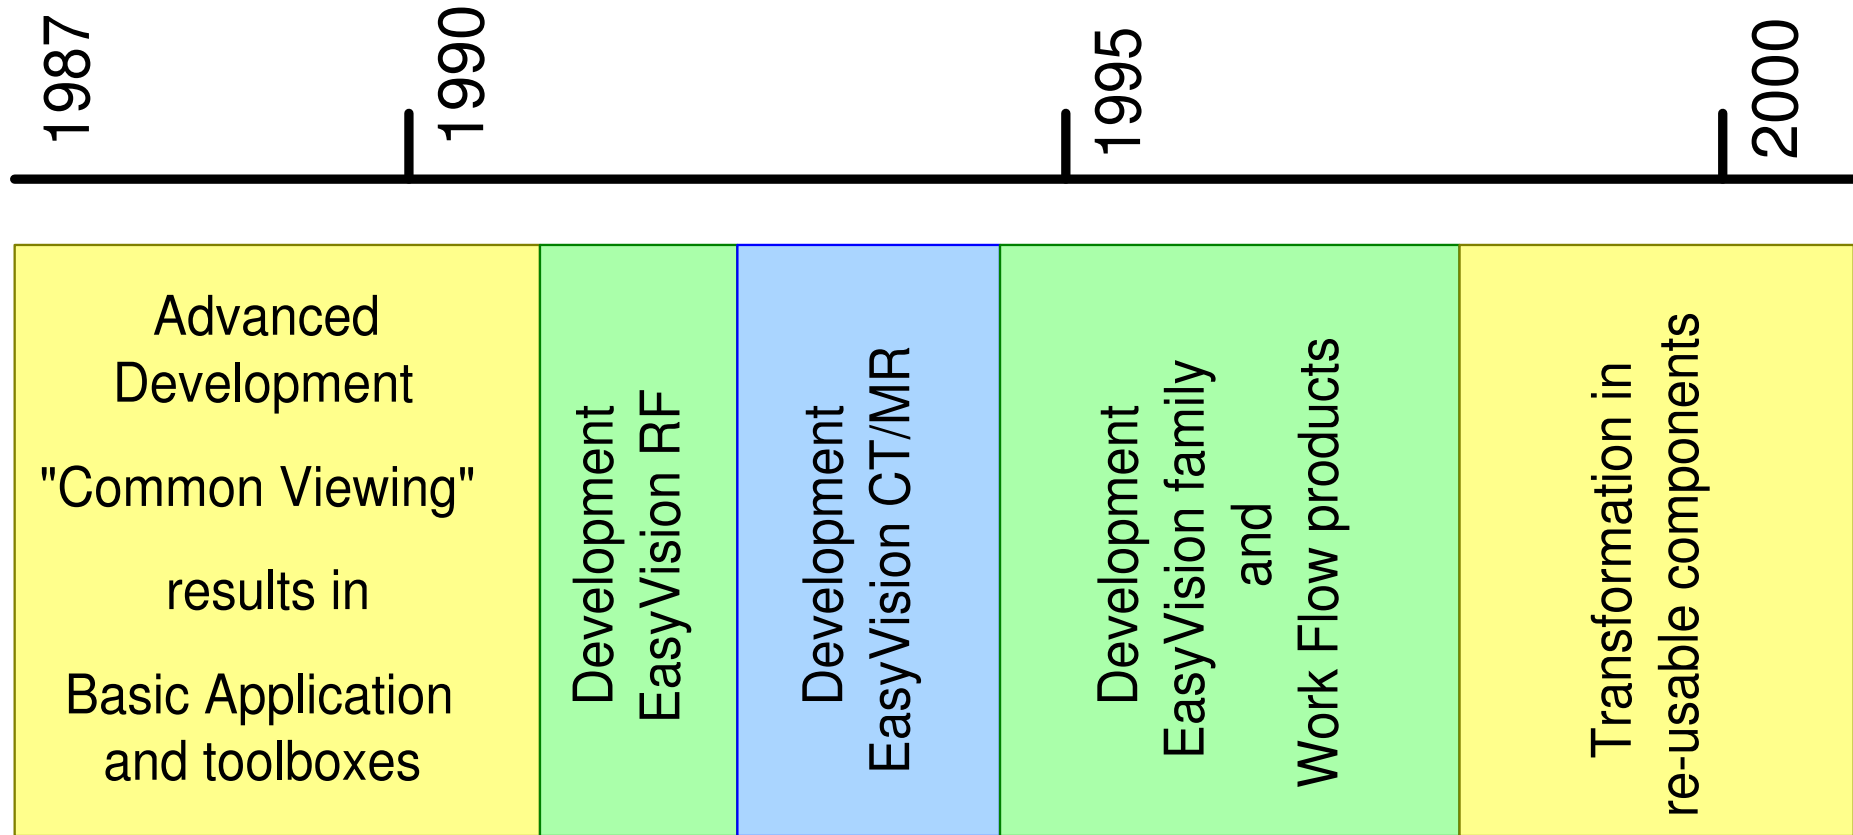 1987
1990
1995
2000
Advanced
Development
"Common Viewing"
results in
Basic Application
and toolboxes
Development
EasyVision RF
Development
EasyVision CT/MR
Development
EasyVision family
and
Work Flow products
Transformation in
re-usable components